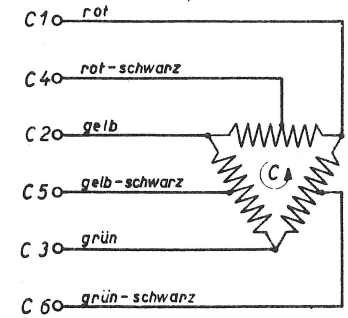 C1 rot
C4 rot-schwarz
C2 gelb
C5 gelb-schwarz
C
C3 grün
C6 grün-schwarz